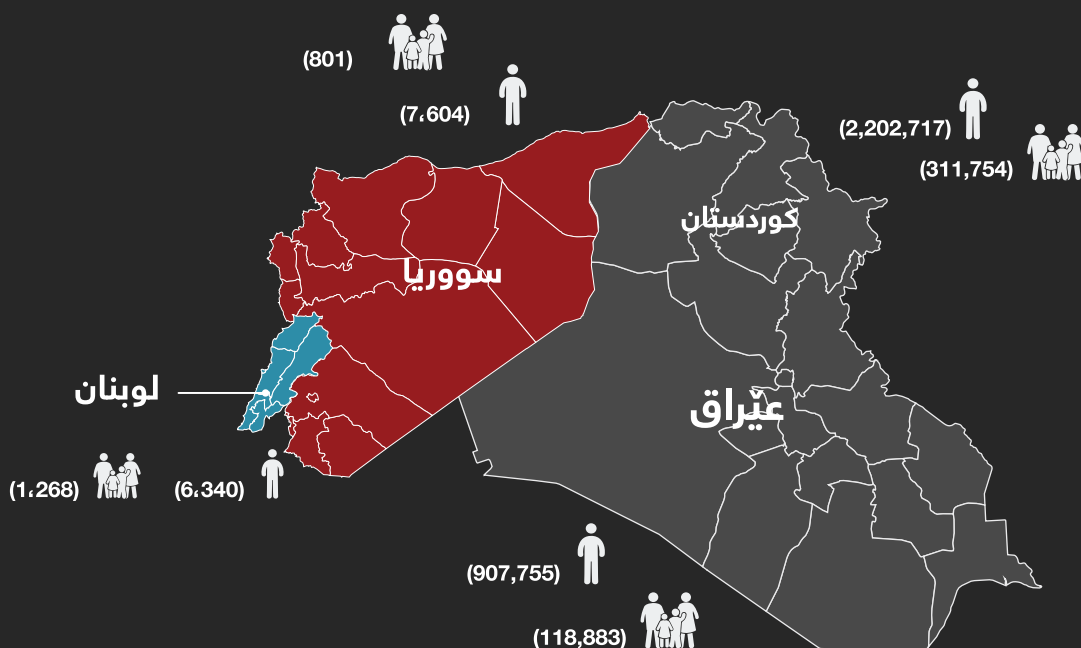 (801)
(7،604)
(2,202,717)
(311,754)
كوردستان
سووریا
لوبنان
عێراق
(1،268)
(6،340)
(907,755)
(118,883)